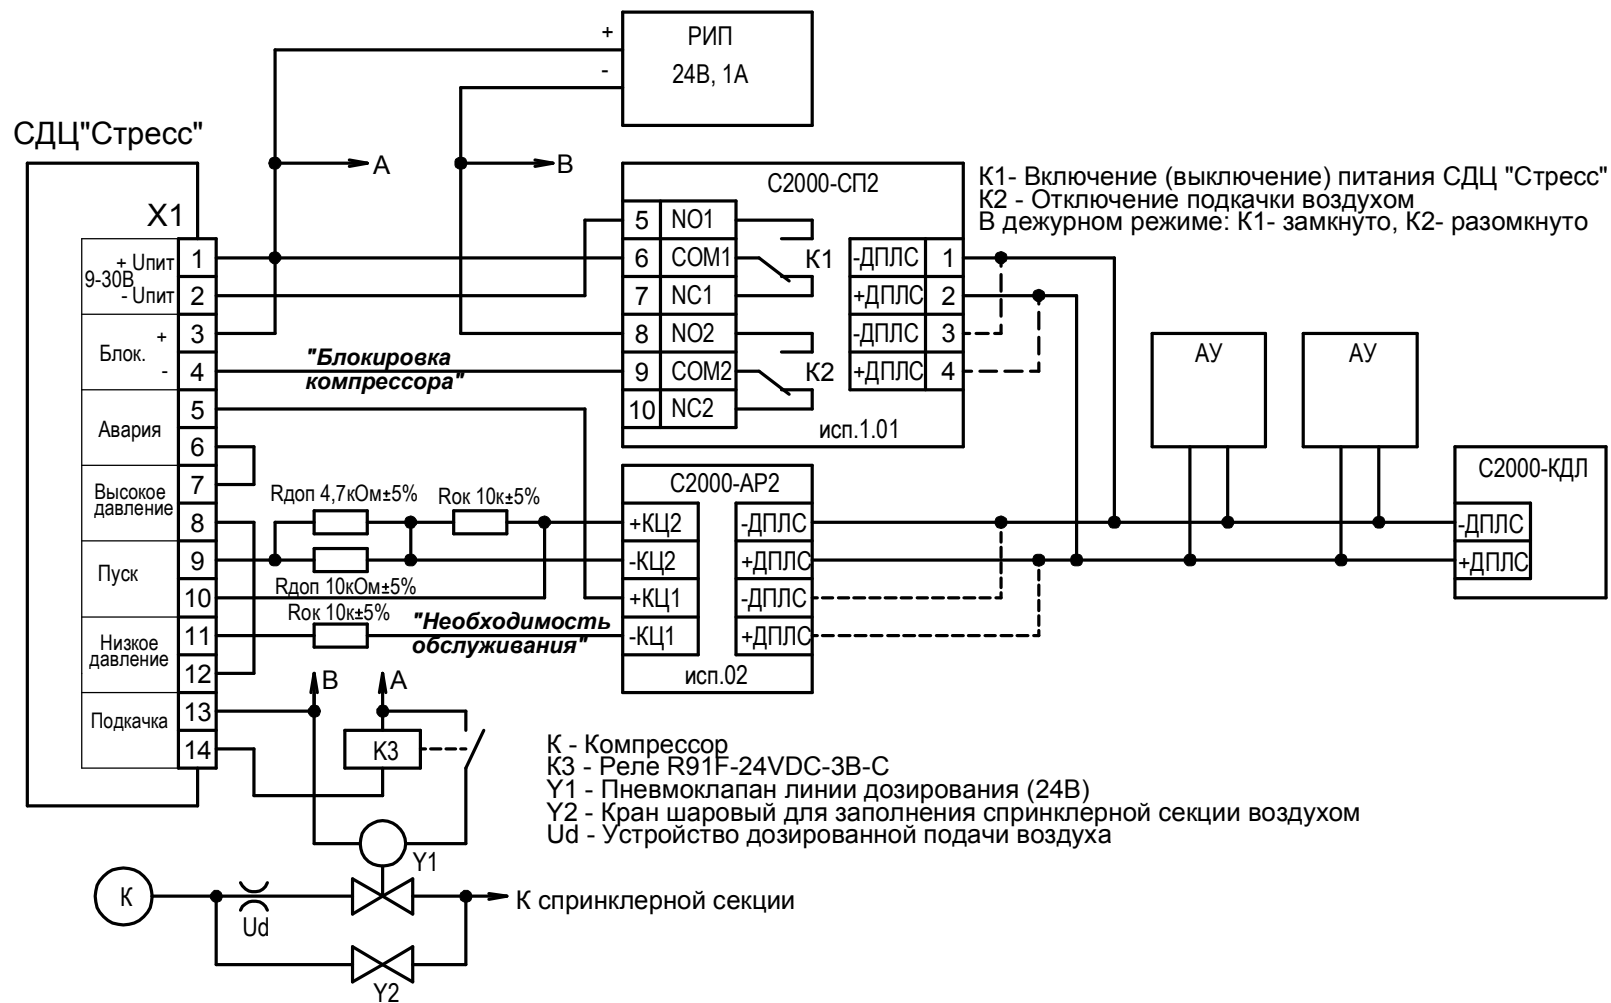 +
РИП
-
24В, 1А
СДЦ"Стресс"
А
В
X1
+ Uпит
9-30В
- Uпит
1
2
+
Блок.
-
3
4
Авария
5
6
Высокое
давление
7
8
Пуск
9
10
Низкое
давление
11
12
Подкачка
13
14
"Блокировка
компрессора"
С2000-СП2
5 NO1
6 COM1
7 NC1
8 NO2
9 COM2
10 NC2
К1
К2
-ДПЛС 1
+ДПЛС 2
-ДПЛС 3
+ДПЛС 4
исп.1.01
К1- Включение (выключение) питания СДЦ "Стресс"
К2 - Отключение подкачки воздухом
В дежурном режиме: К1- замкнуто, К2- разомкнуто
АУ
АУ
С2000-КДЛ
-ДПЛС
+ДПЛС
Rдоп 4,7кОм±5%
Rок 10к±5%
Rдоп 10кОм±5%
Rок 10к±5%
"Необходимость
обслуживания"
С2000-АР2
+КЦ2
-КЦ2
+КЦ1
-КЦ1
-ДПЛС
+ДПЛС
-ДПЛС
+ДПЛС
исп.02
В
А
К3
К - Компрессор
К3 - Реле R91F-24VDC-3B-C
Y1 - Пневмоклапан линии дозирования (24В)
Y2 - Кран шаровый для заполнения спринклерной секции воздухом
Ud - Устройство дозированной подачи воздуха
Y1
К
Ud
К спринклерной секции
Y2